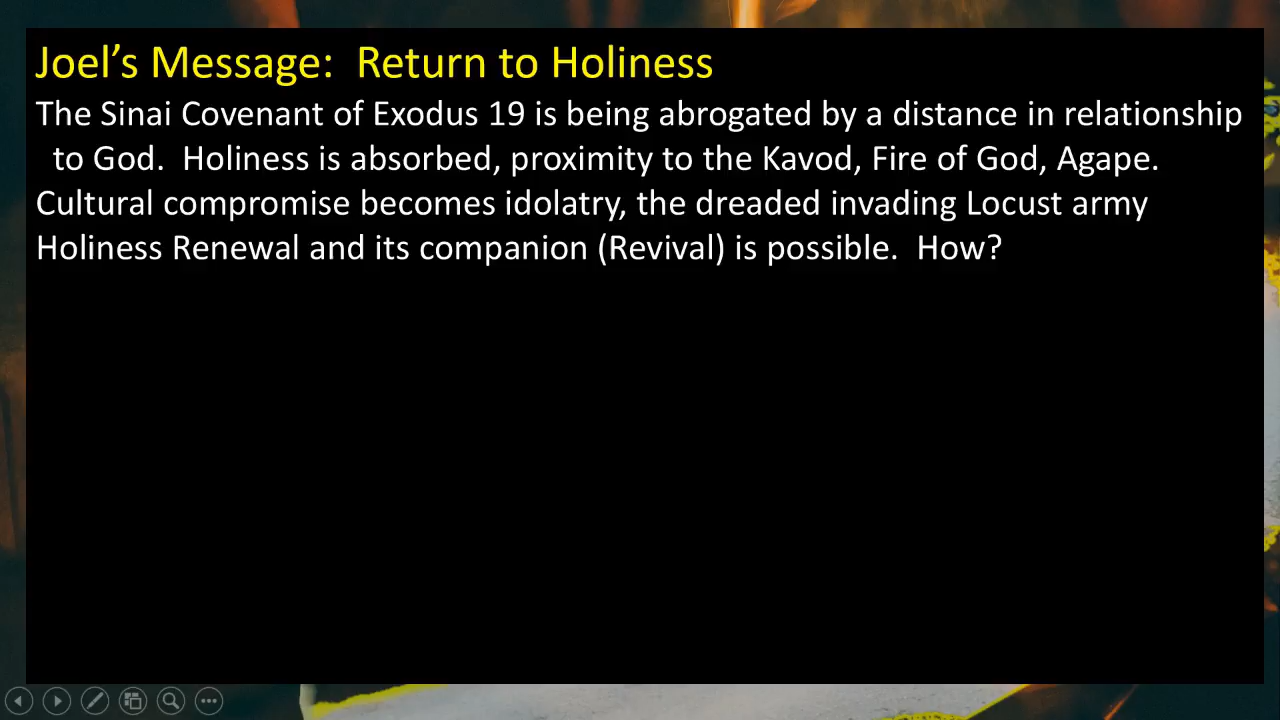 Joel’s Message:  Return to Holiness
The Sinai Covenant of Exodus 19 is being abrogated by a distance in relationship
to God.  Holiness is absorbed, proximity to the Kavod, Fire of God, Agape.
Cultural compromise becomes idolatry, the dreaded invading Locust army
Holiness Renewal and its companion (Revival) is possible.  How?